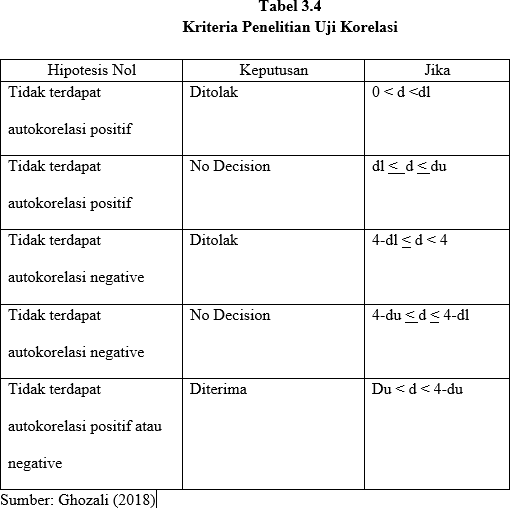 Tabel 3.4
Kriteria Penelitian Uji Korelasi
Hipotesis Nol Keputusan Jika
Tidak terdapat Ditolak 0 < d <dl
autokorelasi positif
Tidak terdapat No Decision dl ≤ d ≤ du
autokorelasi positif
Tidak terdapat Ditolak 4-dl ≤ d < 4
autokorelasi negative
Tidak terdapat No Decision 4-du ≤ d ≤ 4-dl
autokorelasi negative
Tidak terdapat Diterima Du < d < 4-du
autokorelasi positif atau
negative
Sumber: Ghozali (2018)